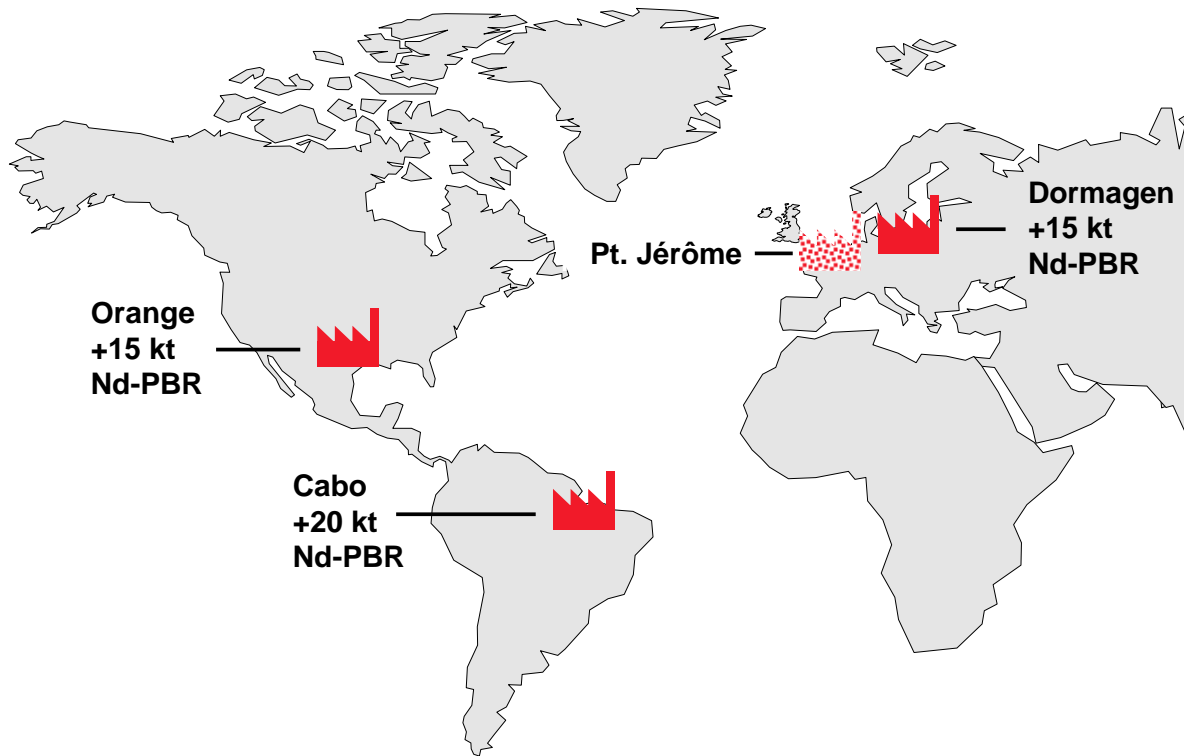 Dormagen
+15 kt
Nd-PBR
Pt. Jérôme
Orange
+15 kt
Nd-PBR
Cabo
+20 kt
Nd-PBR